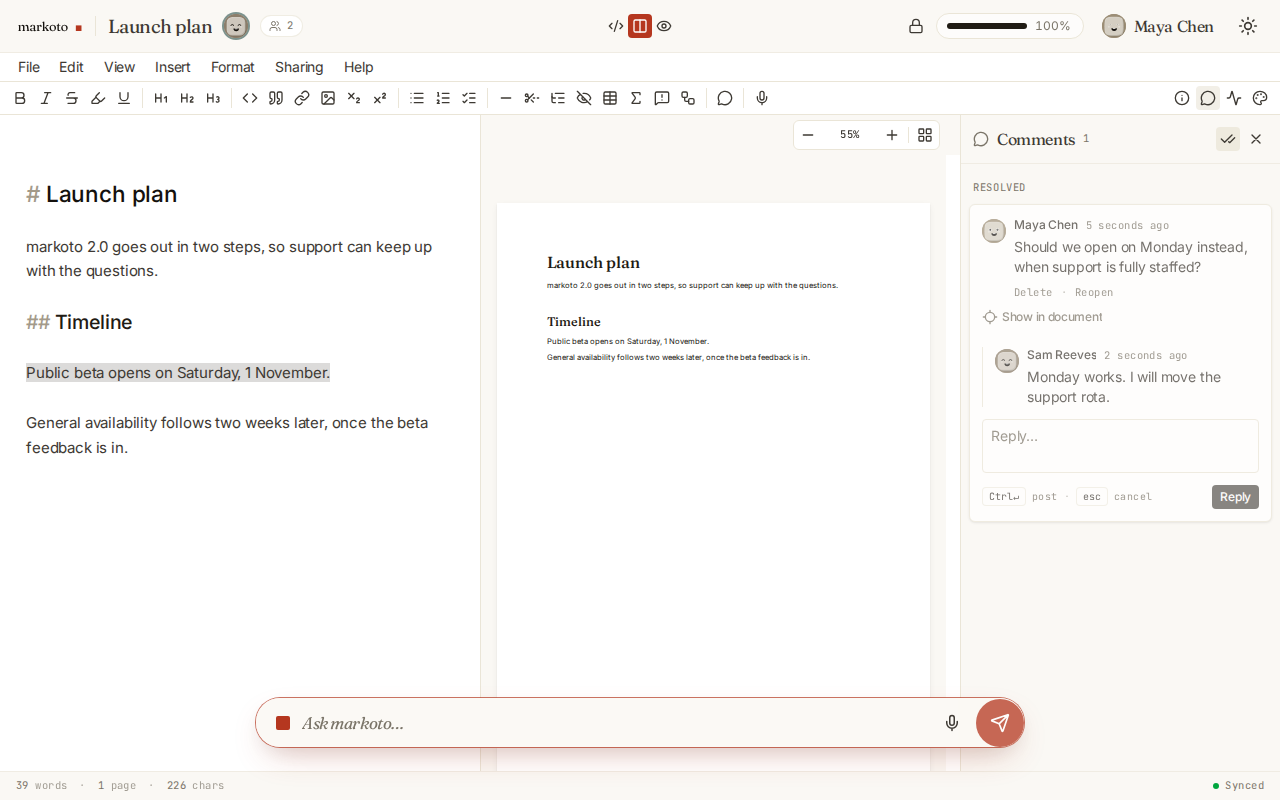 markoto
Launch plan
2
100%
Maya Chen
File Edit View Insert Format Sharing Help
H1 H2 H3
55%
# Launch plan
markoto 2.0 goes out in two steps, so support can keep up
with the questions.
## Timeline
Public beta opens on Saturday, 1 November.
General availability follows two weeks later, once the beta
feedback is in.
Launch plan
markoto 2.0 goes out in two steps, so support can keep up with the questions.
Timeline
Public beta opens on Saturday, 1 November.
General availability follows two weeks later, once the beta feedback is in.
Comments 1
RESOLVED
Maya Chen 5 seconds ago
Should we open on Monday instead,
when support is fully staffed?
Delete · Reopen
Show in document
Sam Reeves 2 seconds ago
Monday works. I will move the
support rota.
Reply...
Ctrl↵ post · esc cancel
Reply
Ask markoto...
39 words · 1 page · 226 chars
Synced